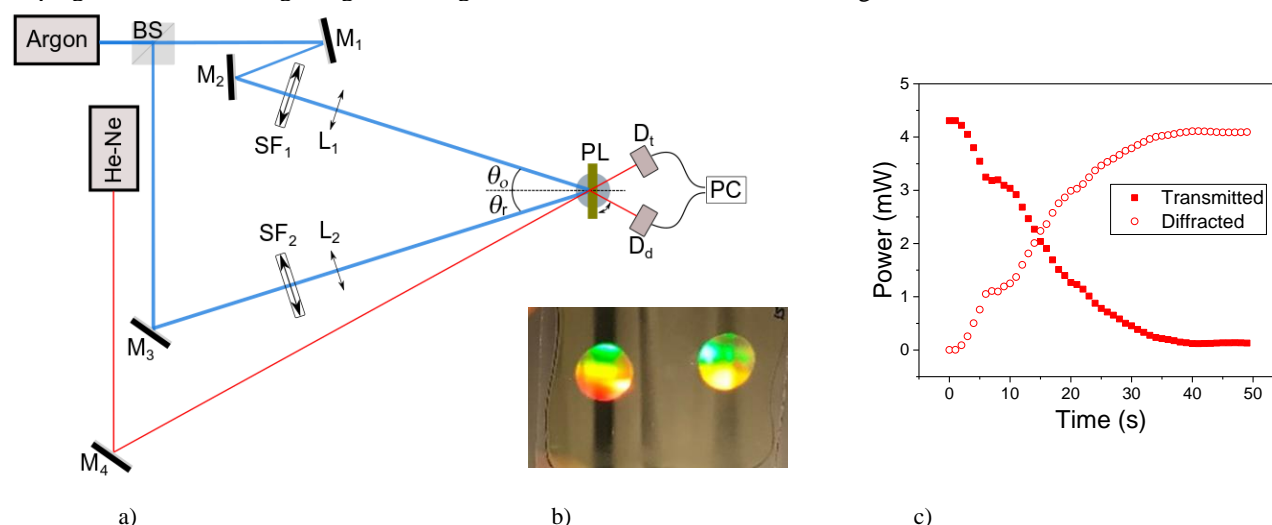 Argon
BS
M1
M2
He-Ne
SF1
L1
θo
θr
PL
Dt
PC
Dd
SF2
L2
M3
M4
5
4
3
2
1
0
Power (mW)
Transmitted
Diffracted
0 10 20 30 40 50
Time (s)
a) b) c)